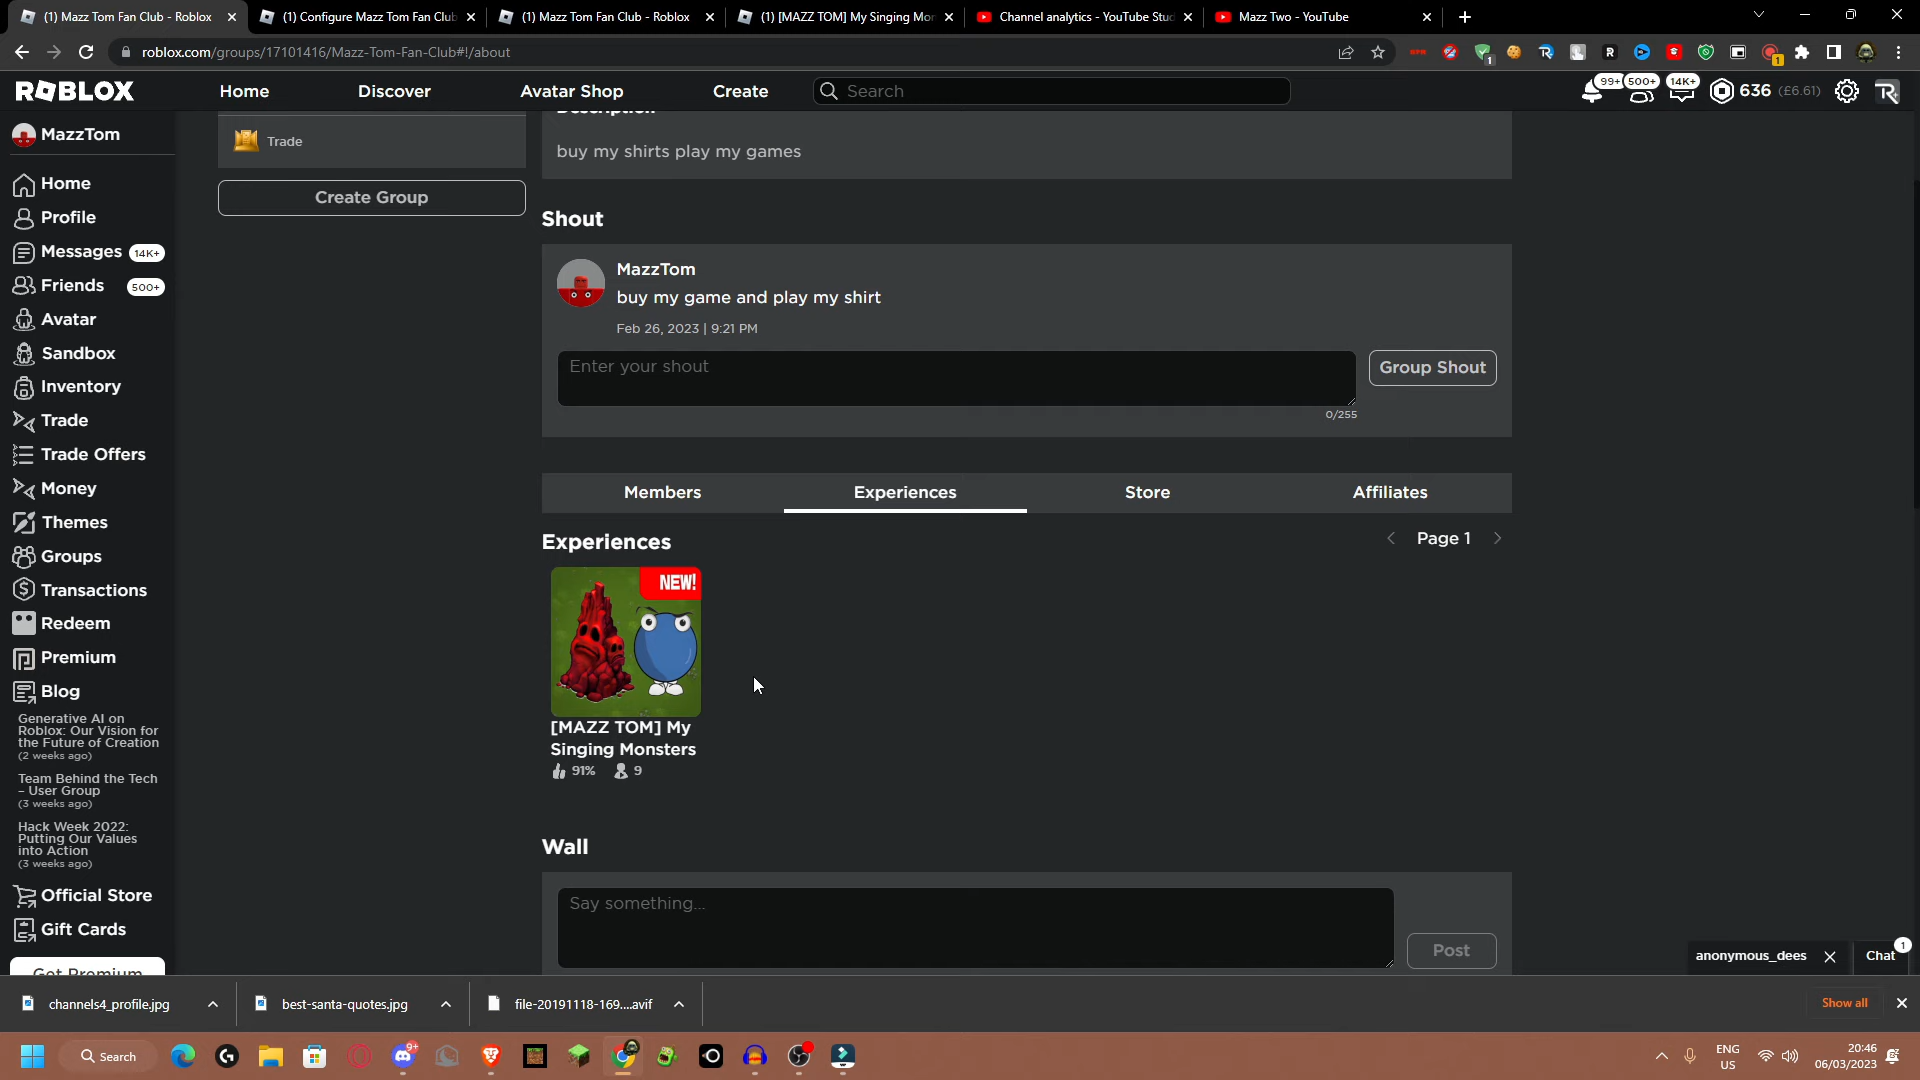 (1) Mazz Tom Fan Club - Roblox
(1) Configure Mazz Tom Fan Club
(1) Mazz Tom Fan Club - Roblox
(1) [MAZZ TOM] My Singing Mor
Channel analytics - YouTube Stud
Mazz Two - YouTube
roblox.com/groups/17101416/Mazz-Tom-Fan-Club#!/about
ROBLOX
Home
Discover
Avatar Shop
Create
Search
99+
500+
14K+
636 (£6.61)
MazzTom
Home
Profile
Messages 14K+
Friends 500+
Avatar
Sandbox
Inventory
Trade
Trade Offers
Money
Themes
Groups
Transactions
Redeem
Premium
Blog
Generative AI on
Roblox: Our Vision for
the Future of Creation
(2 weeks ago)
Team Behind the Tech
– User Group
(3 weeks ago)
Hack Week 2022:
Putting Our Values
into Action
(3 weeks ago)
Official Store
Gift Cards
Get Premium
Trade
Create Group
Description
buy my shirts play my games
Shout
MazzTom
buy my game and play my shirt
Feb 26, 2023 | 9:21 PM
Enter your shout
Group Shout
0/255
Members
Experiences
Store
Affiliates
Experiences
Page 1
NEW!
[MAZZ TOM] My
Singing Monsters
91% 9
Wall
Say something...
Post
anonymous_dees
Chat 1
channels4_profile.jpg
best-santa-quotes.jpg
file-20191118-169....avif
Show all
Search
9+
ENG
US
20:46
06/03/2023